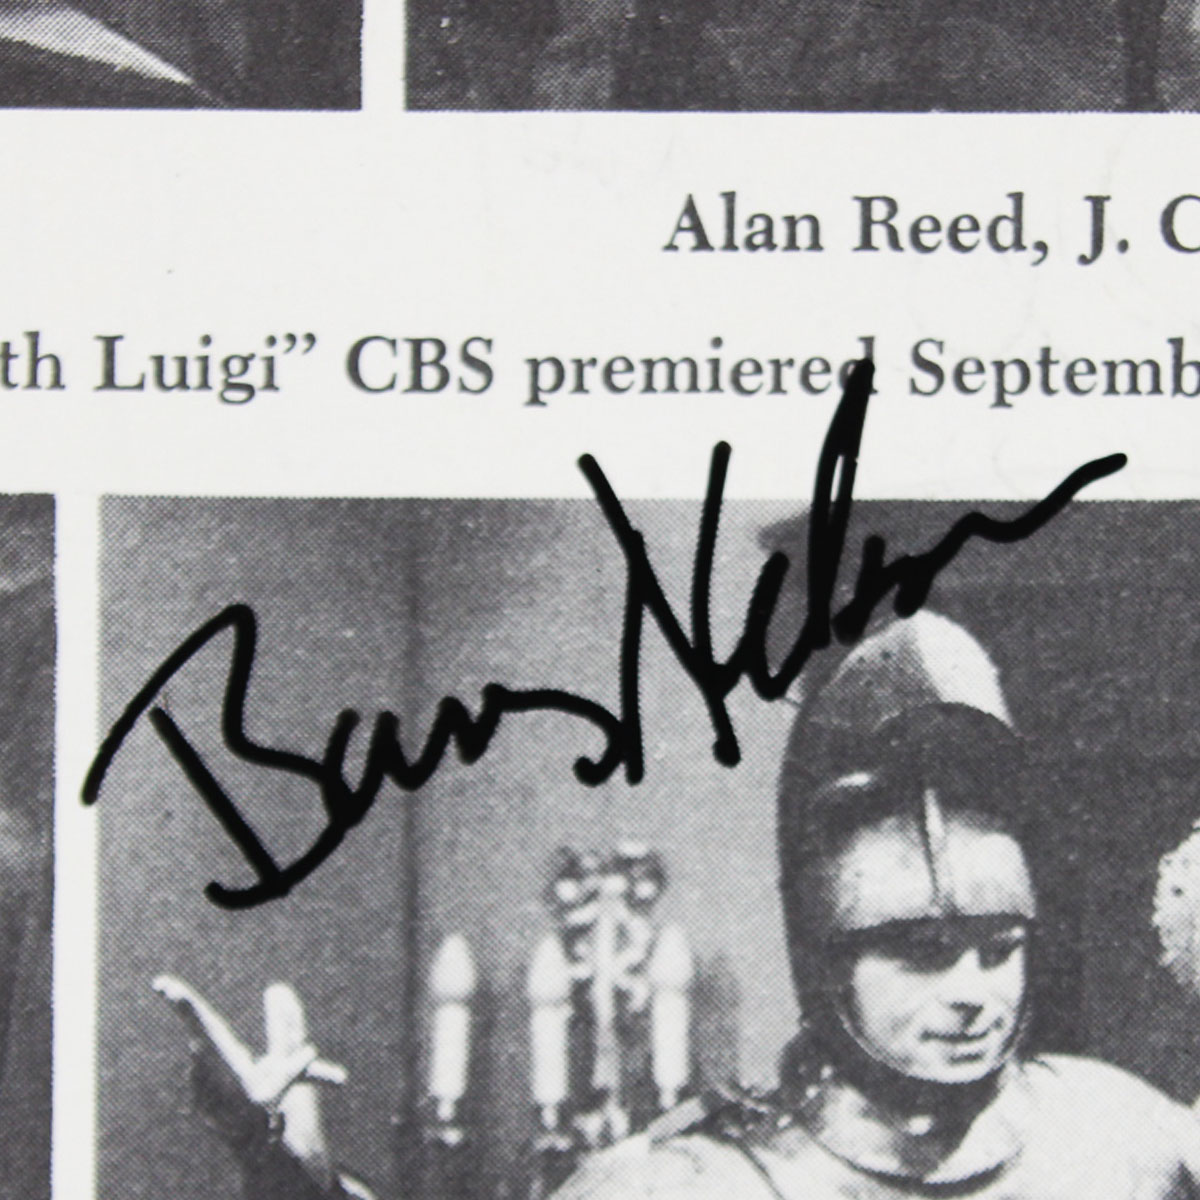 Alan Reed, J. C
th Luigi” CBS premiered Septemb
Barry Nelson